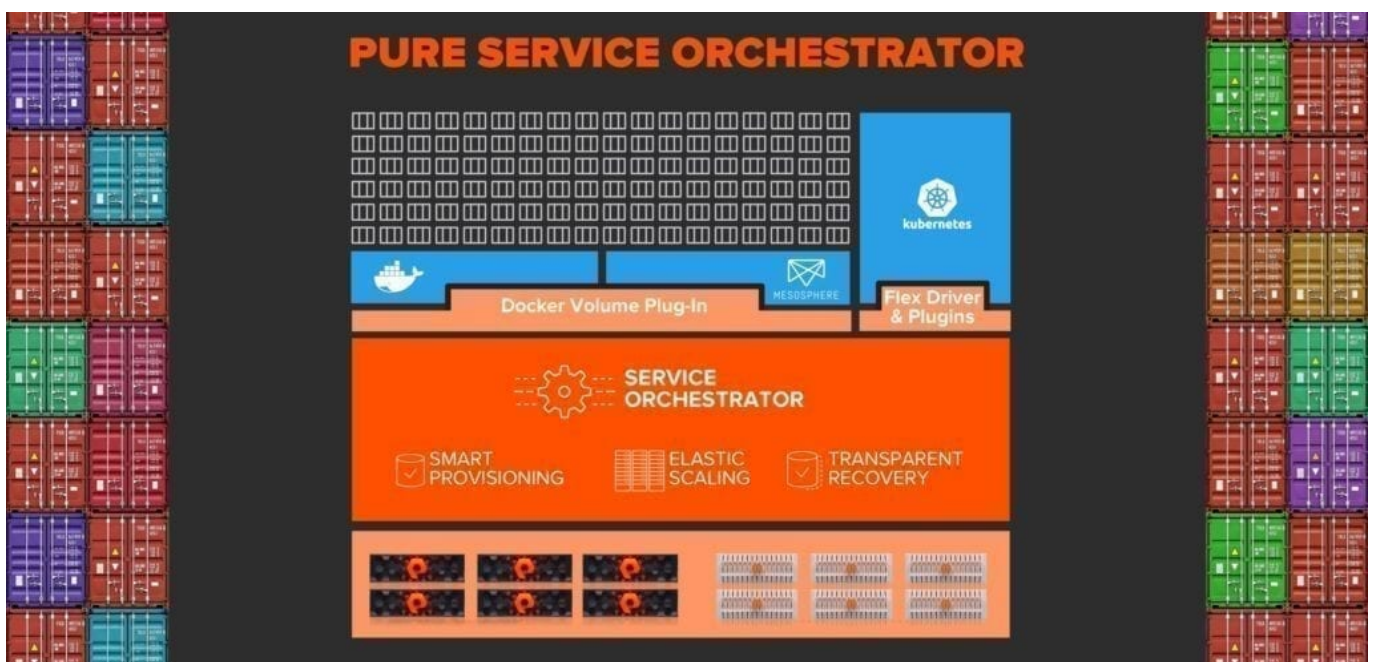 PURE SERVICE ORCHESTRATOR
kubernetes
MESOSPHERE
Docker Volume Plug-In
Flex Driver
& Plugins
SERVICE
ORCHESTRATOR
SMART
PROVISIONING
ELASTIC
SCALING
TRANSPARENT
RECOVERY